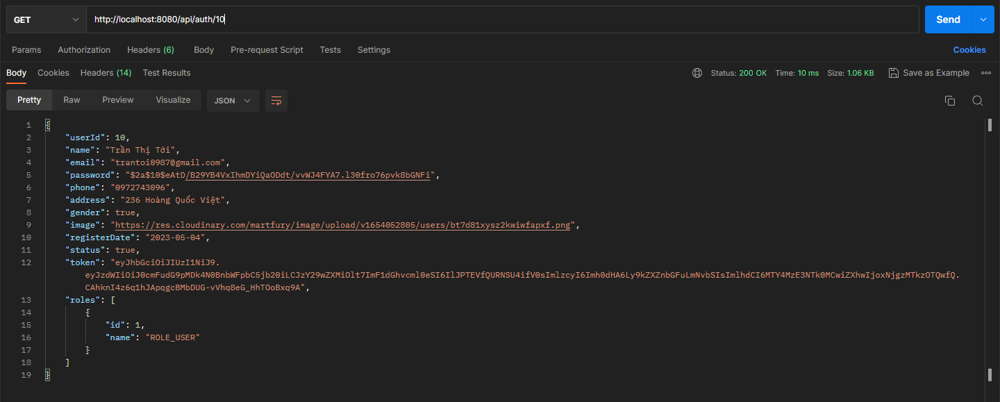 GET http://localhost:8080/api/auth/10 Send
Params Authorization Headers (6) Body Pre-request Script Tests Settings Cookies
Body Cookies Headers (14) Test Results Status: 200 OK Time: 10 ms Size: 1.06 KB Save as Example
Pretty Raw Preview Visualize JSON
1 {
2 "userId": 10,
3 "name": "Trần Thị Tới",
4 "email": "trantoi0987@gmail.com",
5 "password": "$2a$10$eAtD/B29YB4VxIhmDYiQaODdt/vvWJ4FYA7.l30fro76pvk8bGNFi",
6 "phone": "0972743096",
7 "address": "236 Hoàng Quốc Việt",
8 "gender": true,
9 "image": "https://res.cloudinary.com/martfury/image/upload/v1654052805/users/bt7d81xysz2kwiwfapxf.png",
10 "registerDate": "2023-05-04",
11 "status": true,
12 "token": "eyJhbGciOiJIUzI1NiJ9.
eyJzdWIiOiJ0cmFudG9pMDk4N0BnbWFpbC5jb20iLCJzY29wZXMiOlt7ImF1dGhvcml0eSI6IlJPTEVfQURNSU4ifV0sImlzcyI6Imh0dHA6Ly9kZXZnbGFuLmNvbSIsImlhdCI6MTY4MzE3NTk0MCwiZXhwIjoxNjgzMTkzOTQwfQ.
CAhknI4z6q1hJApqgcBMbDUG-vVhq8eG_HhTOoBxq9A",
13 "roles": [
14 {
15 "id": 1,
16 "name": "ROLE_USER"
17 }
18 ]
19 }